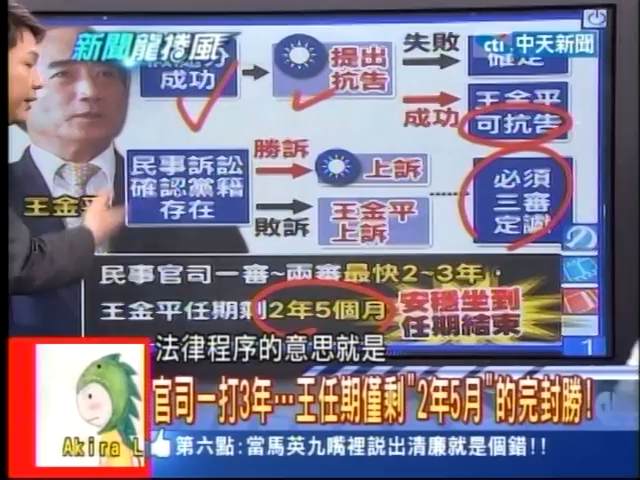 新聞龍捲風
cti 中天新聞
成功
提出
抗告
失敗
確定
成功
王金平
可抗告
民事訴訟
確認黨籍
存在
勝訴
上訴
敗訴
王金平
上訴
必須
三審
定讞
王金平
民事官司一審~兩審最快2~3年，
王金平任期剩2年5個月
安穩坐到
任期結束
1
法律程序的意思就是
官司一打3年…王任期僅剩"2年5月"的完封勝!
Akira L
第六點:當馬英九嘴裡說出清廉就是個錯!!